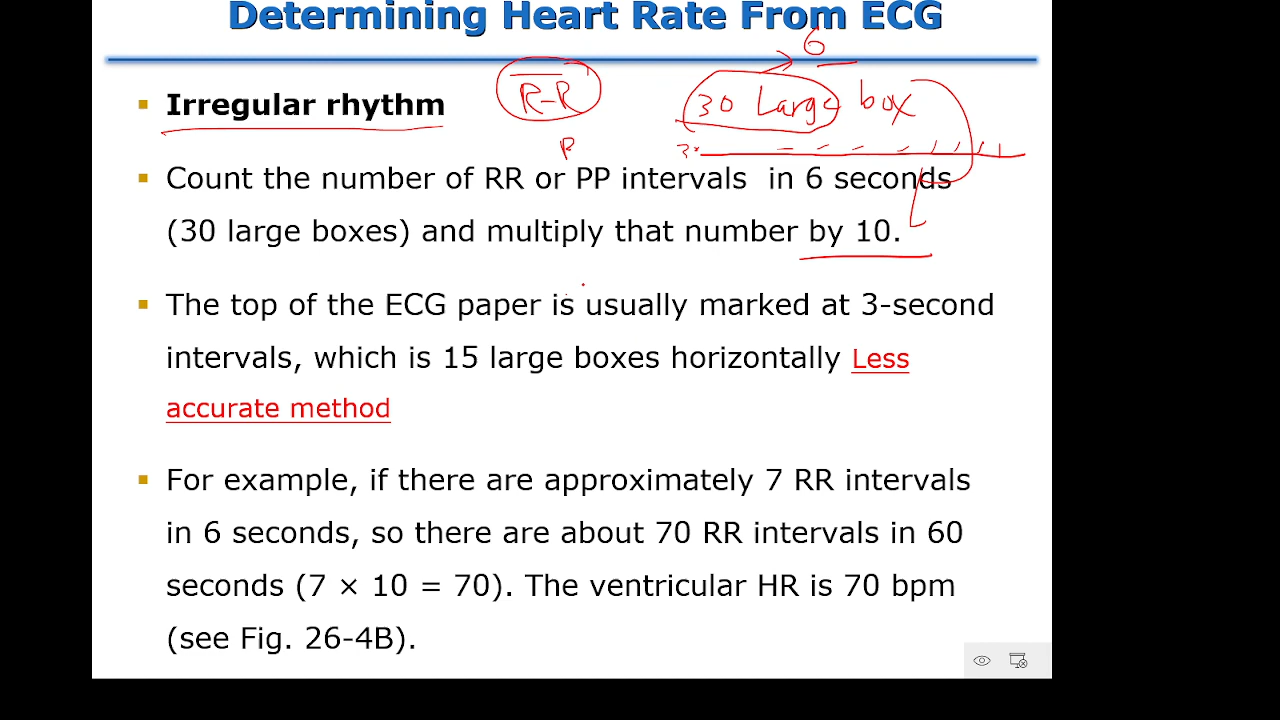 Determining Heart Rate From ECG
6
Irregular rhythm
R-R
30 Large box
P
Count the number of RR or PP intervals in 6 seconds
(30 large boxes) and multiply that number by 10.
The top of the ECG paper is usually marked at 3-second
intervals, which is 15 large boxes horizontally Less
accurate method
For example, if there are approximately 7 RR intervals
in 6 seconds, so there are about 70 RR intervals in 60
seconds (7 × 10 = 70). The ventricular HR is 70 bpm
(see Fig. 26-4B).